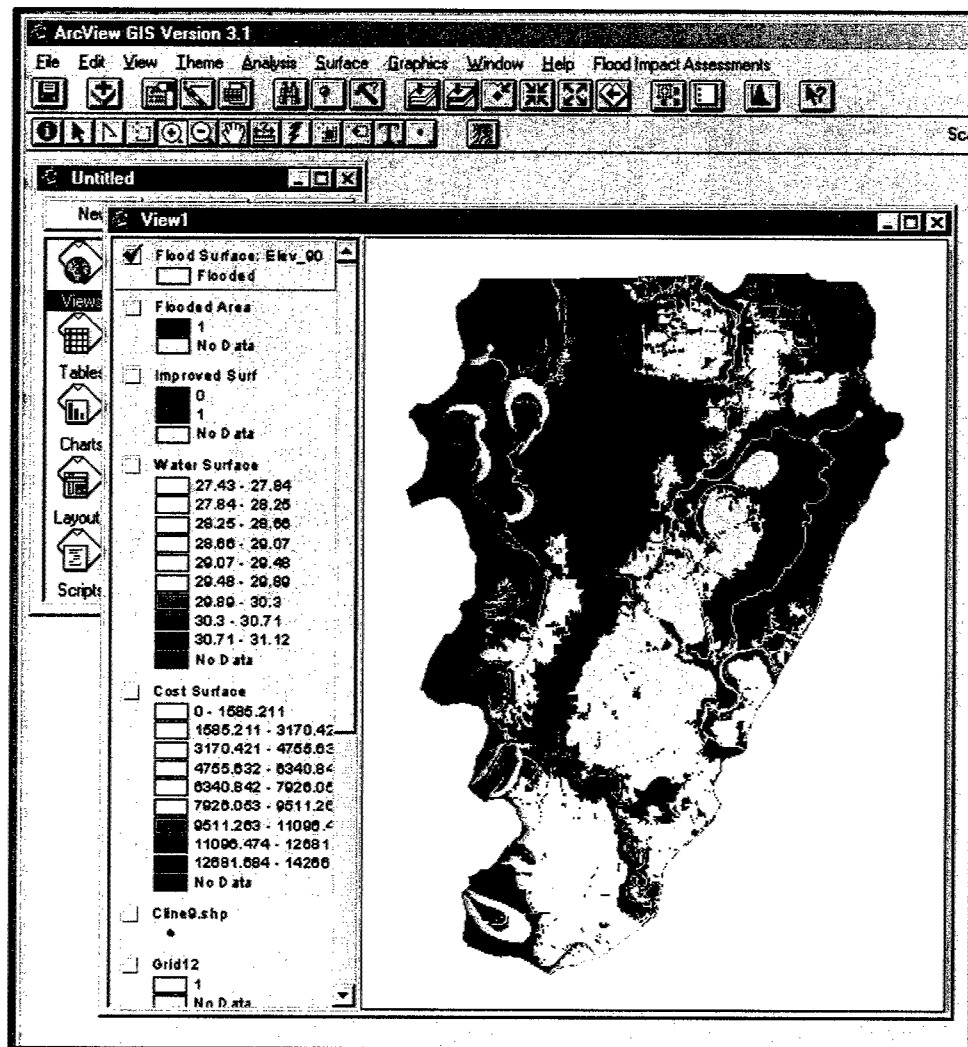 ArcView GIS Version 3.1
File Edit View Theme Analysis Surface Graphics Window Help Flood Impact Assessments
Untitled
View1
Views
Tables
Charts
Layout
Scripts
Flood Surface: Elev_90
Flooded
Flooded Area
1
No Data
Improved Surf
0
1
No Data
Water Surface
27.43 - 27.84
27.84 - 28.25
28.25 - 28.66
28.66 - 29.07
29.07 - 29.48
29.48 - 29.89
29.89 - 30.3
30.3 - 30.71
30.71 - 31.12
No Data
Cost Surface
0 - 1585.211
1585.211 - 3170.42
3170.421 - 4755.63
4755.632 - 6340.84
6340.842 - 7926.05
7926.053 - 9511.26
9511.263 - 11096.4
11096.474 - 12681
12681.684 - 14266
No Data
Cline9.shp
Grid12
1
No Data